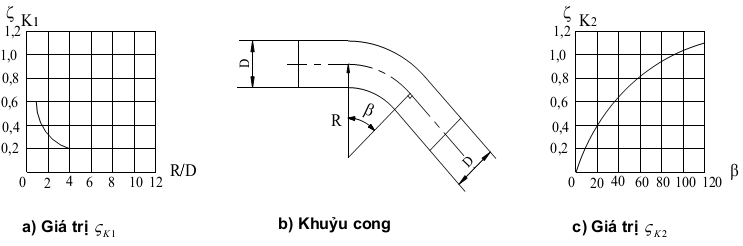 ζ K1
1,2
1,0
0,8
0,6
0,4
0,2
0 2 4 6 8 10 12 R/D
a) Giá trị ςK1
D
R
β
D
b) Khuỷu cong
ζ K2
1,2
1,0
0,8
0,6
0,4
0,2
0 20 40 60 80 100 120 β
c) Giá trị ςK2